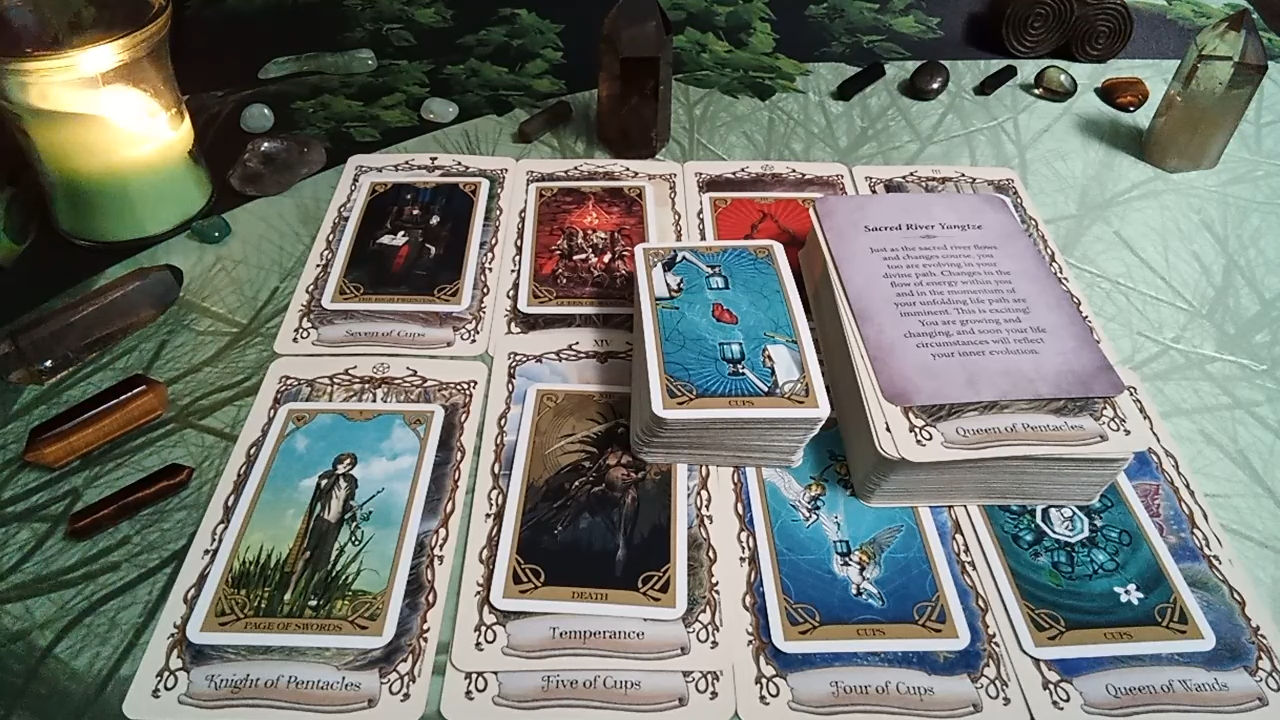 III
THE HIGH PRIESTESS
Seven of Cups
Sacred River Yangtze
Just as the sacred river flows
and changes course, you
too are evolving in your
divine path. Changes in the
flow of energy within you
and in the momentum of
your unfolding life path are
imminent. This is exciting!
You are growing and
changing, and soon your life
circumstances will reflect
your inner evolution.
QUEEN OF
II
CUPS
Queen of Pentacles
XIV
PAGE OF SWORDS
Knight of Pentacles
DEATH
Temperance
Five of Cups
CUPS
Four of Cups
CUPS
Queen of Wands